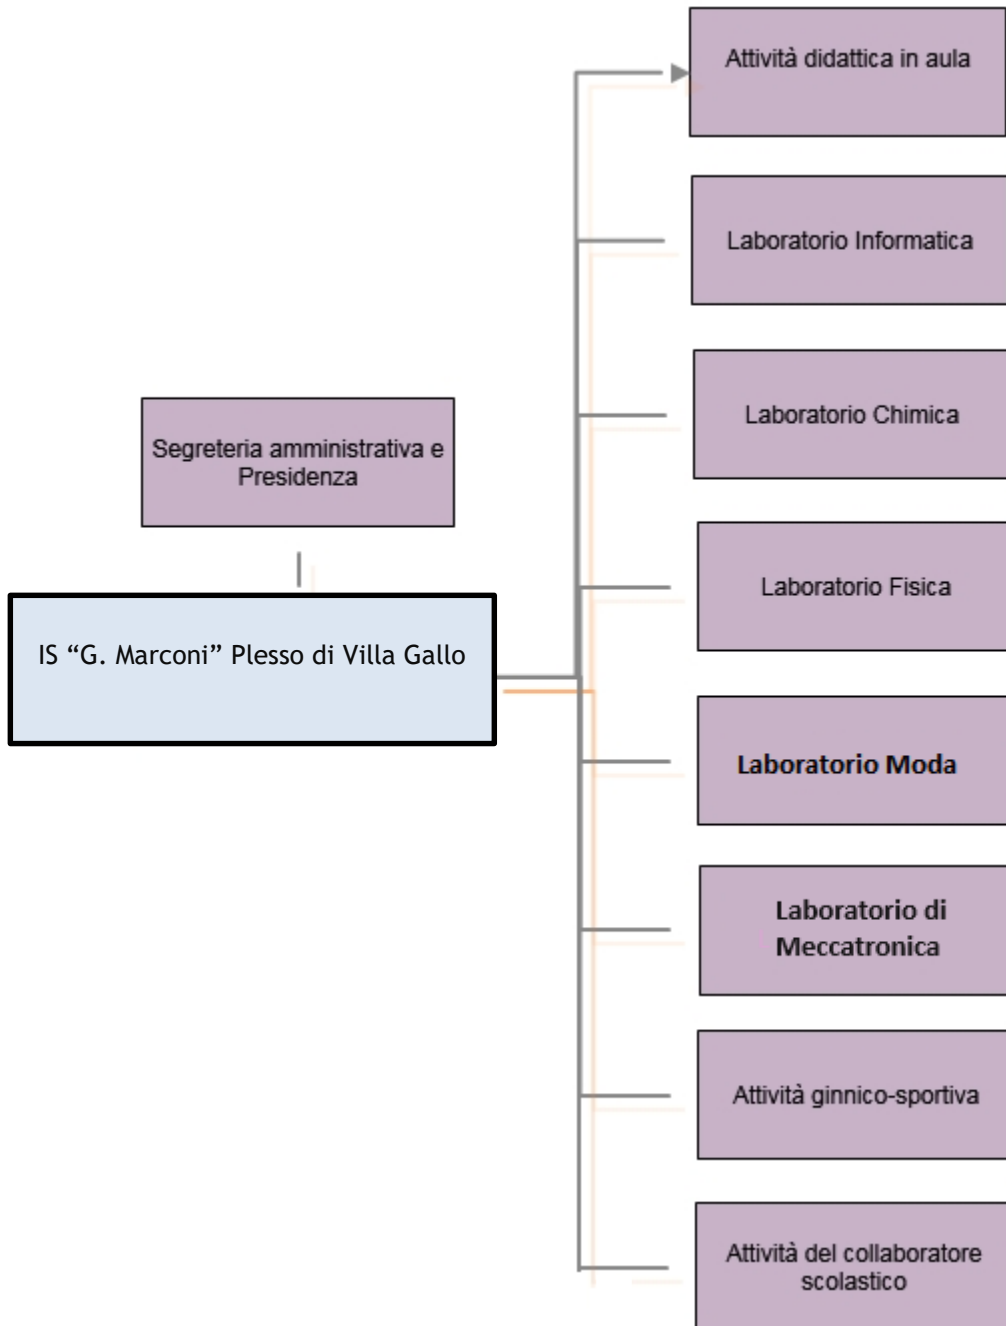 Attività didattica in aula
Laboratorio Informatica
Laboratorio Chimica
Segreteria amministrativa e
Presidenza
Laboratorio Fisica
IS “G. Marconi” Plesso di Villa Gallo
Laboratorio Moda
Laboratorio di
Meccatronica
Attività ginnico-sportiva
Attività del collaboratore
scolastico